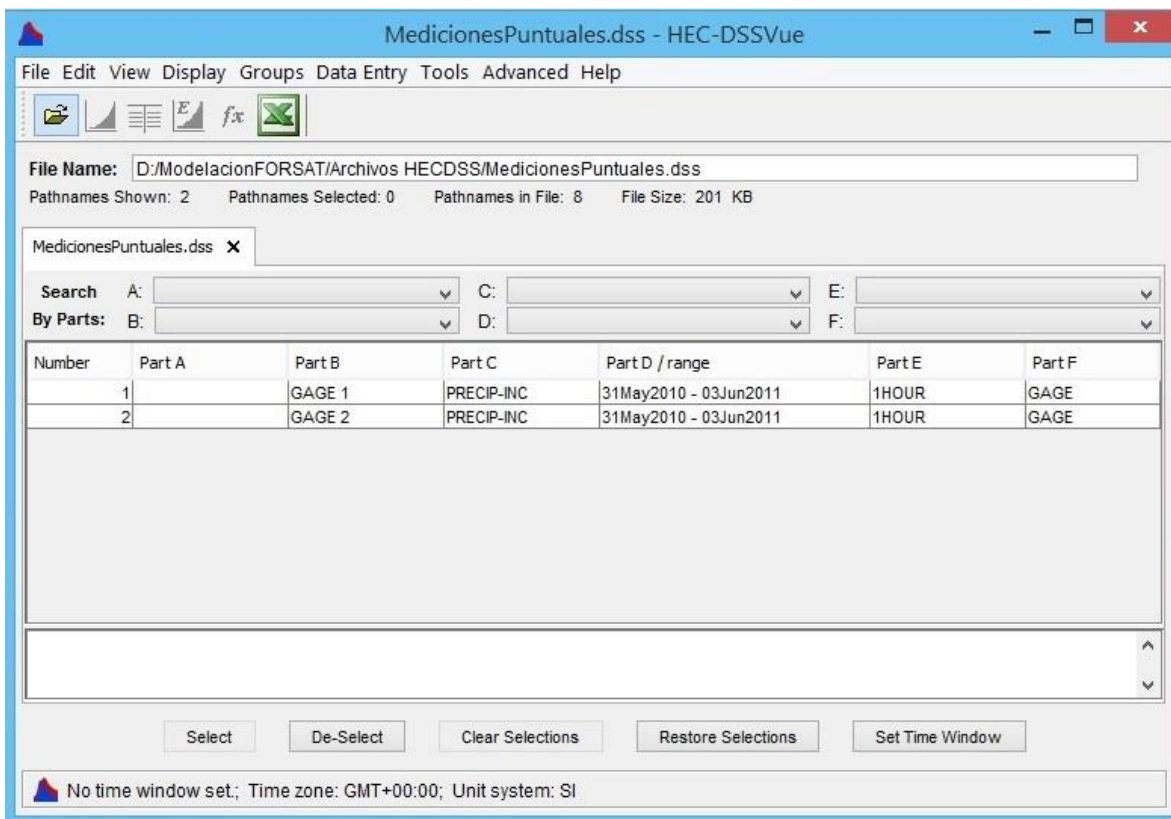 MedicionesPuntuales.dss - HEC-DSSVue
File Edit View Display Groups Data Entry Tools Advanced Help
E fx
File Name: D:/ModelacionFORSAT/Archivos HECDSS/MedicionesPuntuales.dss
Pathnames Shown: 2 Pathnames Selected: 0 Pathnames in File: 8 File Size: 201 KB
MedicionesPuntuales.dss
Search A: C: E:
By Parts: B: D: F:
Number Part A Part B Part C Part D / range Part E Part F
1 GAGE 1 PRECIP-INC 31May2010 - 03Jun2011 1HOUR GAGE
2 GAGE 2 PRECIP-INC 31May2010 - 03Jun2011 1HOUR GAGE
Select De-Select Clear Selections Restore Selections Set Time Window
No time window set.; Time zone: GMT+00:00; Unit system: SI